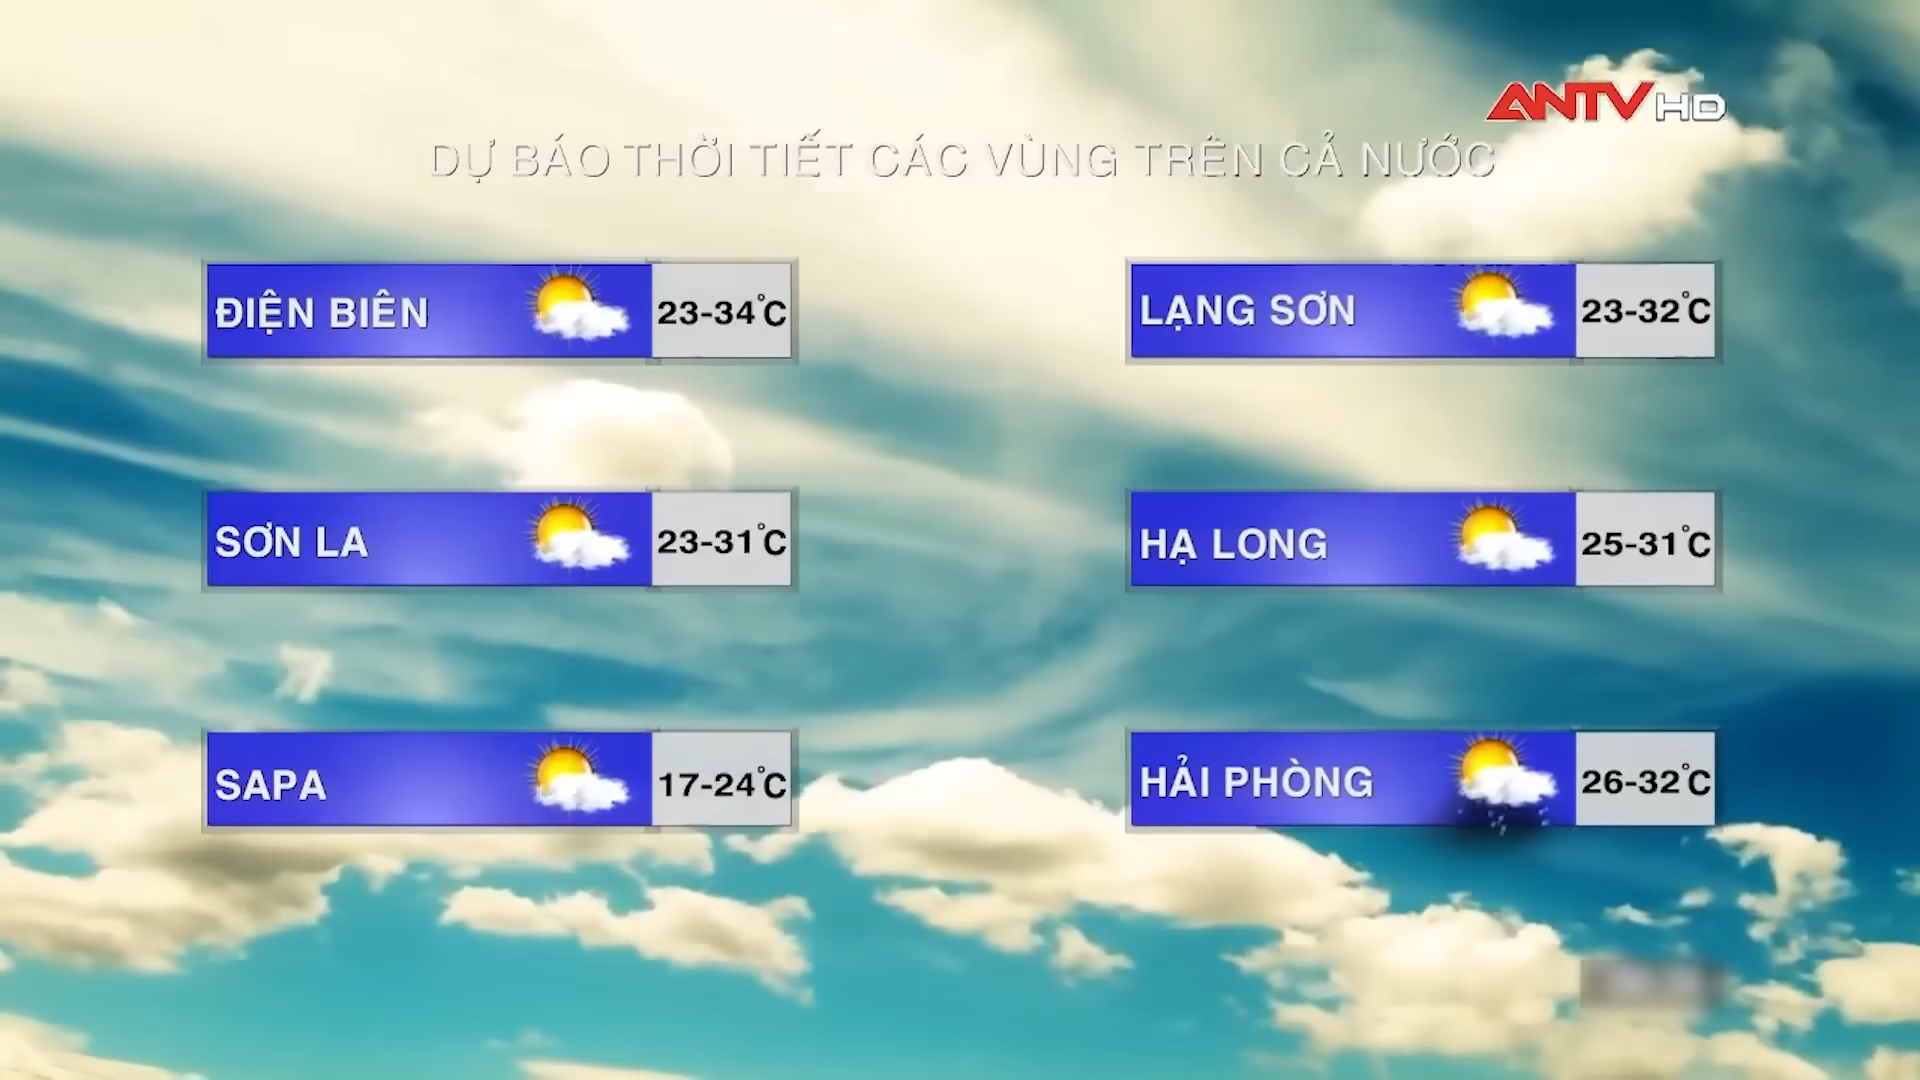 ANTV HD
DỰ BÁO THỜI TIẾT CÁC VÙNG TRÊN CẢ NƯỚC
ĐIỆN BIÊN 23-34°C
LẠNG SƠN 23-32°C
SƠN LA 23-31°C
HẠ LONG 25-31°C
SAPA 17-24°C
HẢI PHÒNG 26-32°C